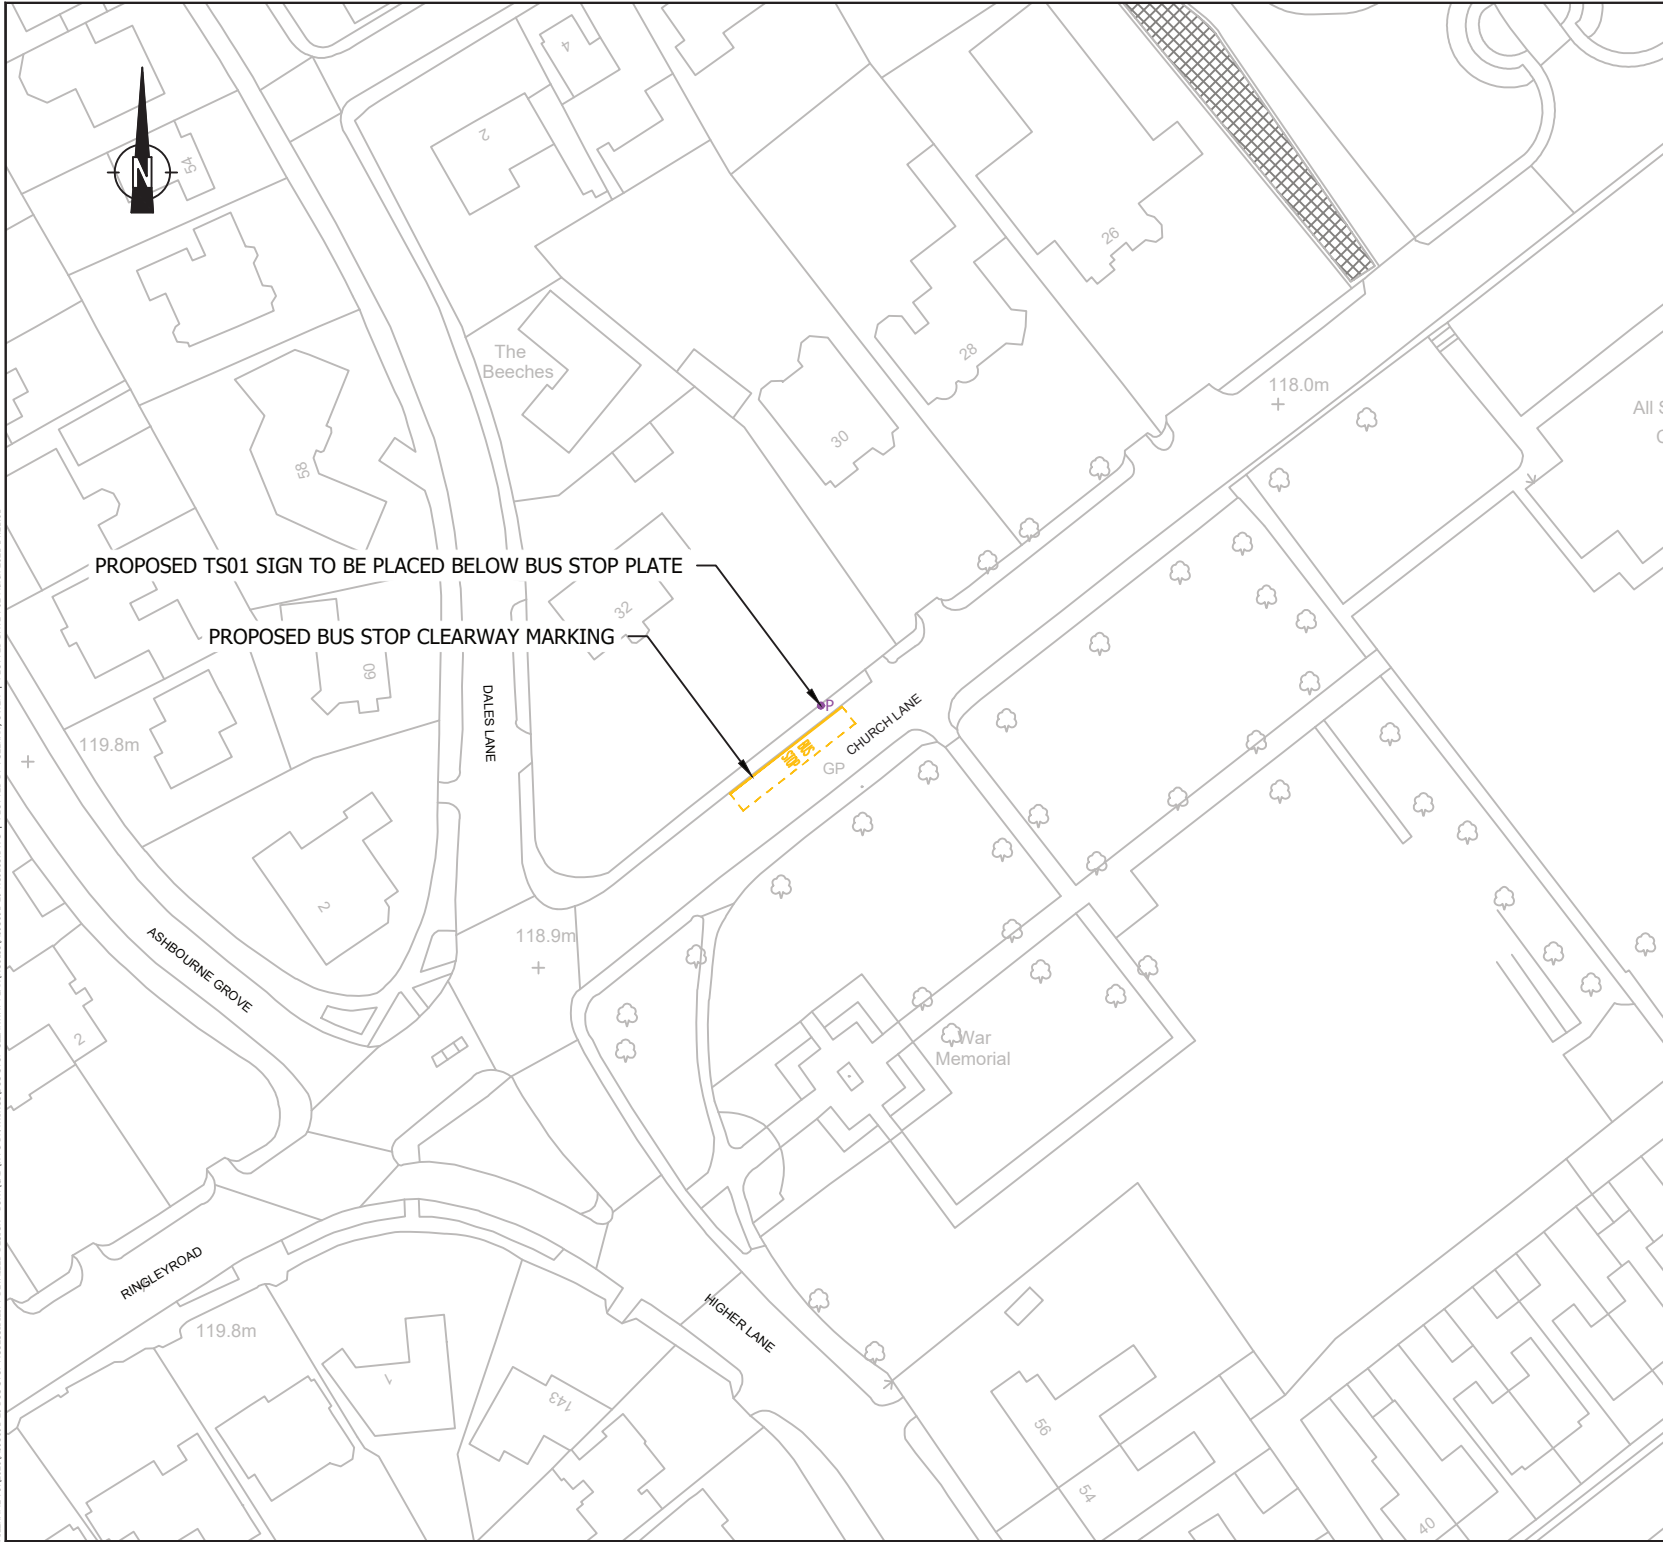 4
2
N
54
26
The
Beeches
28
118.0m
58
30
All S
PROPOSED TS01 SIGN TO BE PLACED BELOW BUS STOP PLATE
32
PROPOSED BUS STOP CLEARWAY MARKING
60
DALES LANE
P
CHURCH LANE
119.8m
BUS
STOP
GP
2
118.9m
ASHBOURNE GROVE
2
War
Memorial
RINGLEYROAD
HIGHER LANE
119.8m
1
143
56
54
40